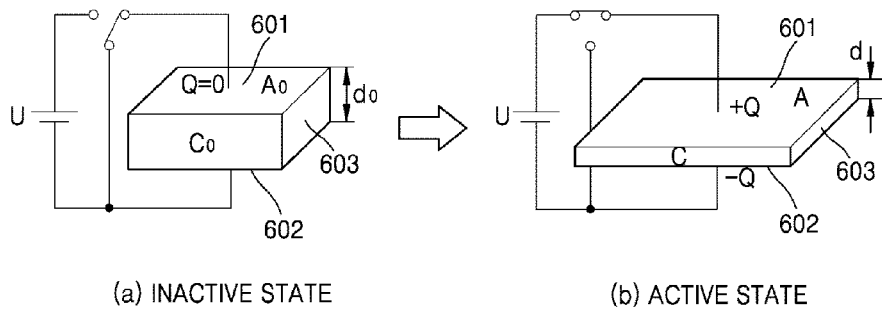 601
Q=0
A₀
d₀
U
C₀
603
602
(a) INACTIVE STATE
601
d
+Q
A
U
C
-Q
603
602
(b) ACTIVE STATE